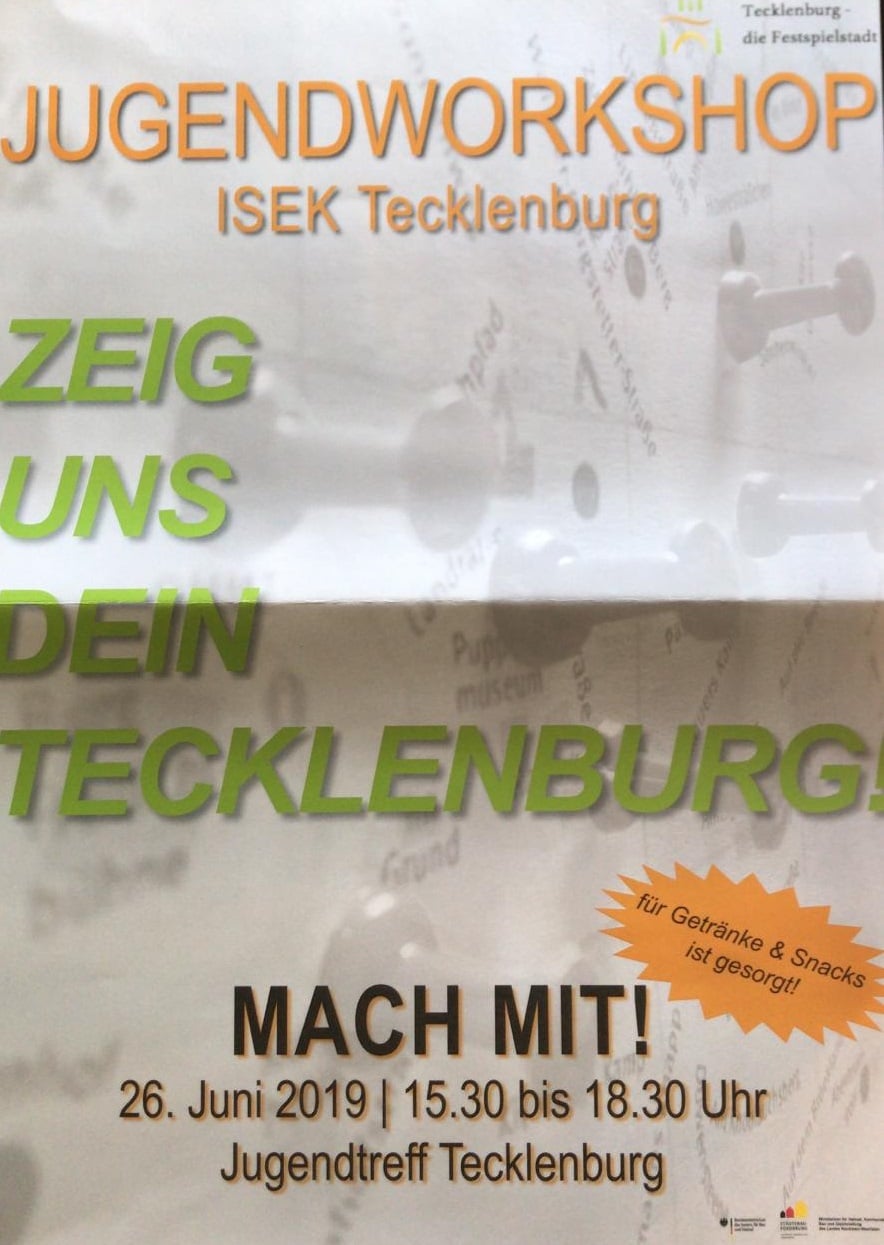 Tecklenburg -
die Festspielstadt
JUGENDWORKSHOP
ISEK Tecklenburg
ZEIG
UNS
DEIN
TECKLENBURG!
Grund
für Getränke & Snacks
ist gesorgt!
MACH MIT!
26. Juni 2019 | 15.30 bis 18.30 Uhr
Jugendtreff Tecklenburg